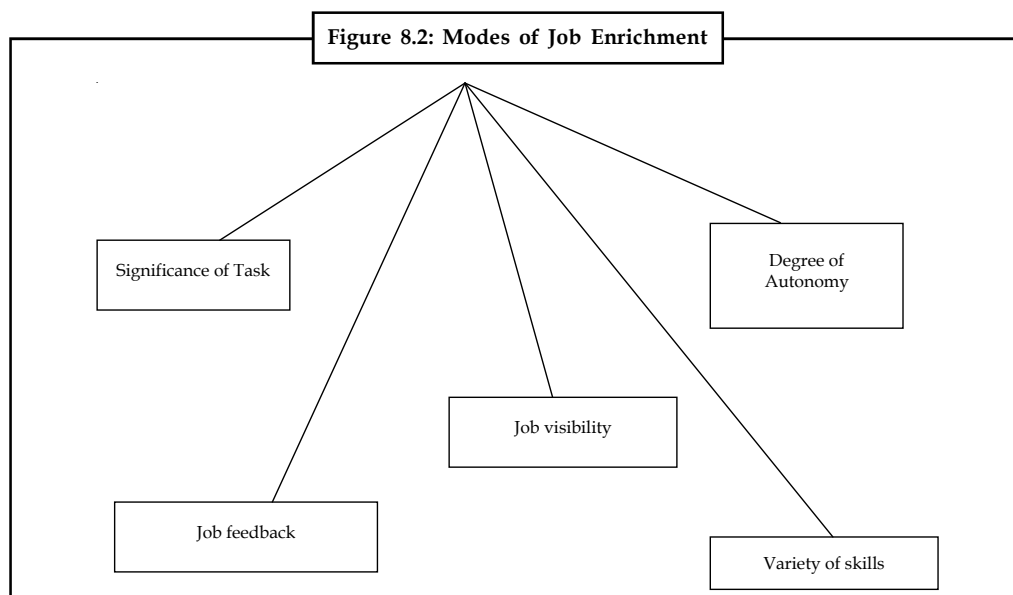 Figure 8.2: Modes of Job Enrichment
Significance of Task
Degree of
Autonomy
Job visibility
Job feedback
Variety of skills